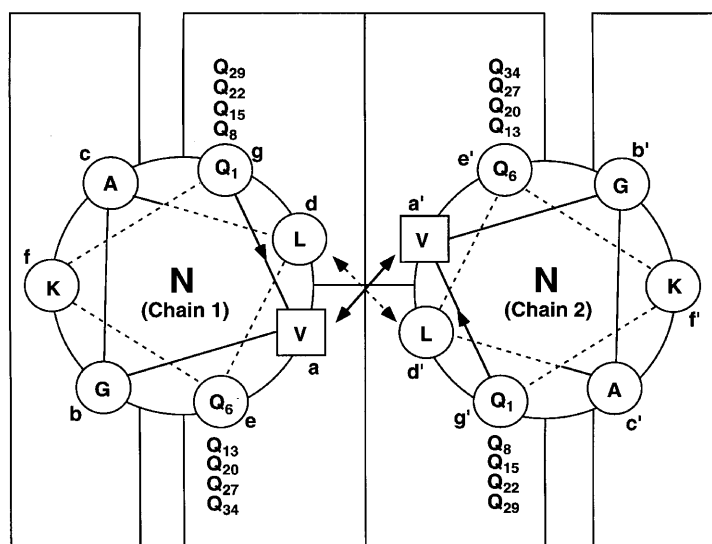 Q29
Q22
Q15
Q8
g
c
A
Q1
d
L
f
K
N
(Chain 1)
V
a
G
b
Q6
e
Q13
Q20
Q27
Q34
Q34
Q27
Q20
Q13
e'
Q6
b'
G
a'
V
N
(Chain 2)
K
f'
L
d'
Q1
g'
A
c'
Q8
Q15
Q22
Q29